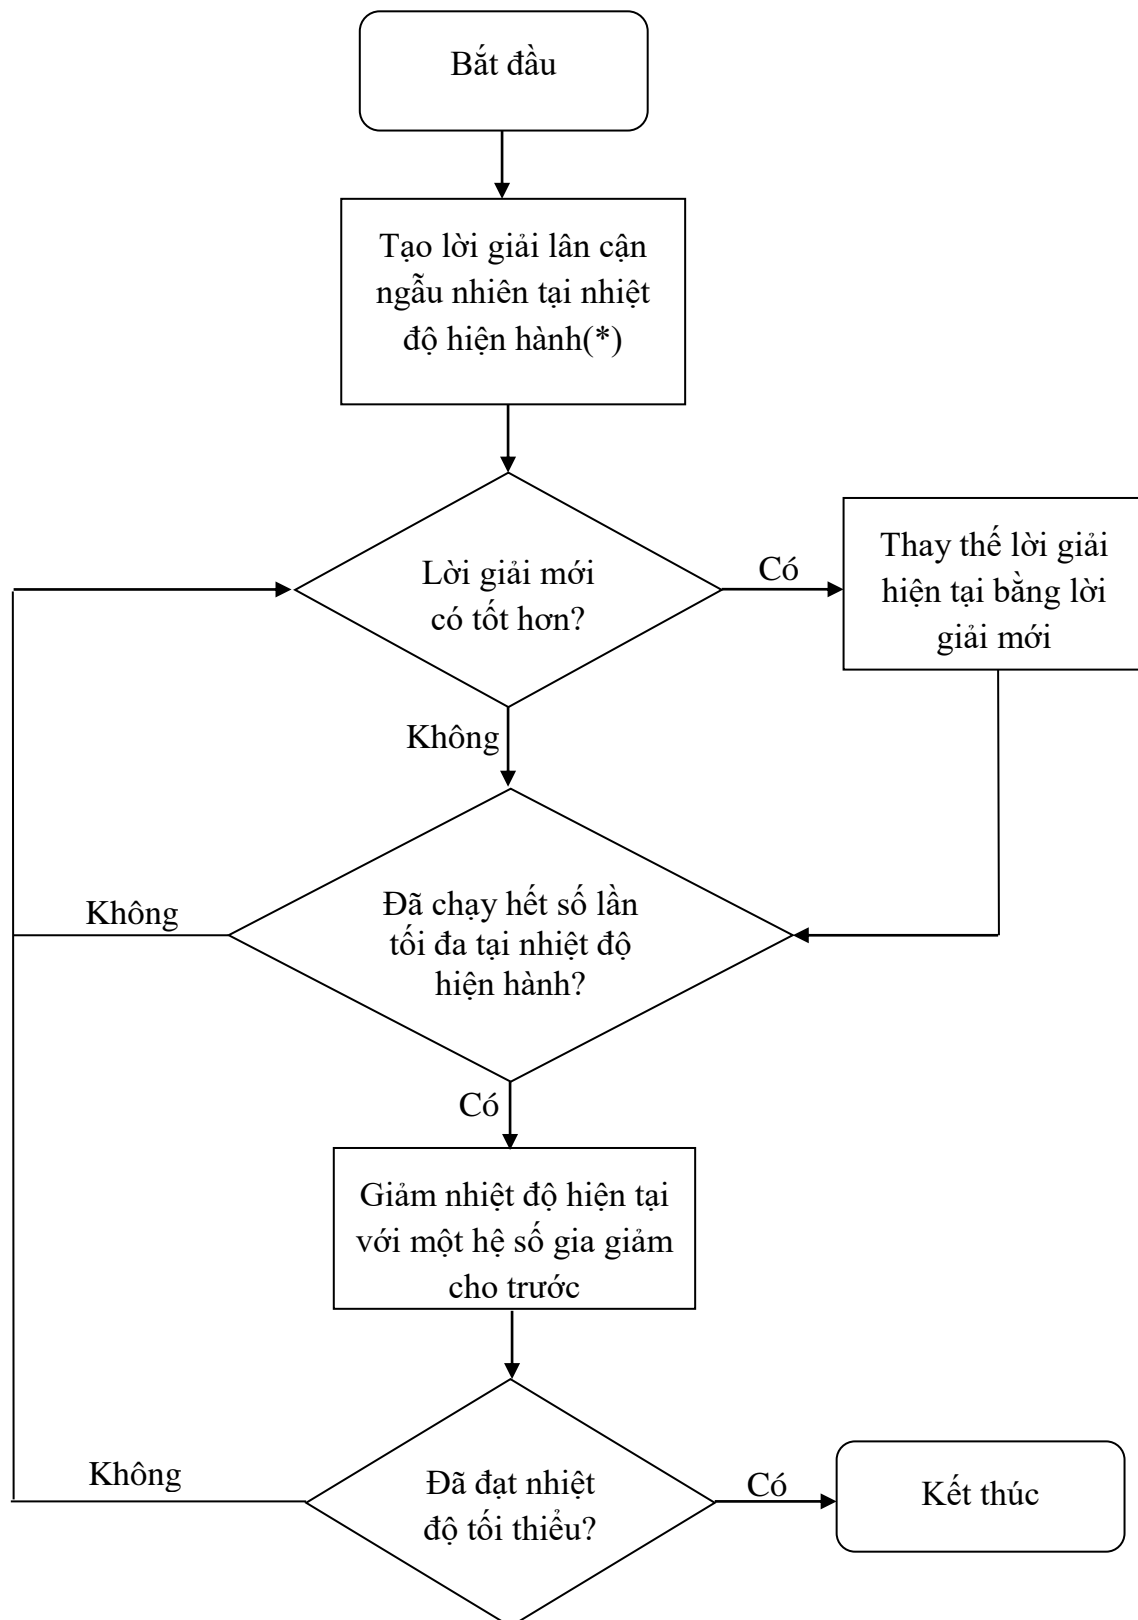 Bắt đầu
Tạo lời giải lân cận
ngẫu nhiên tại nhiệt
độ hiện hành(*)
Lời giải mới
có tốt hơn?
Có
Thay thế lời giải
hiện tại bằng lời
giải mới
Không
Đã chạy hết số lần
tối đa tại nhiệt độ
hiện hành?
Không
Có
Giảm nhiệt độ hiện tại
với một hệ số gia giảm
cho trước
Đã đạt nhiệt
độ tối thiểu?
Không
Có
Kết thúc